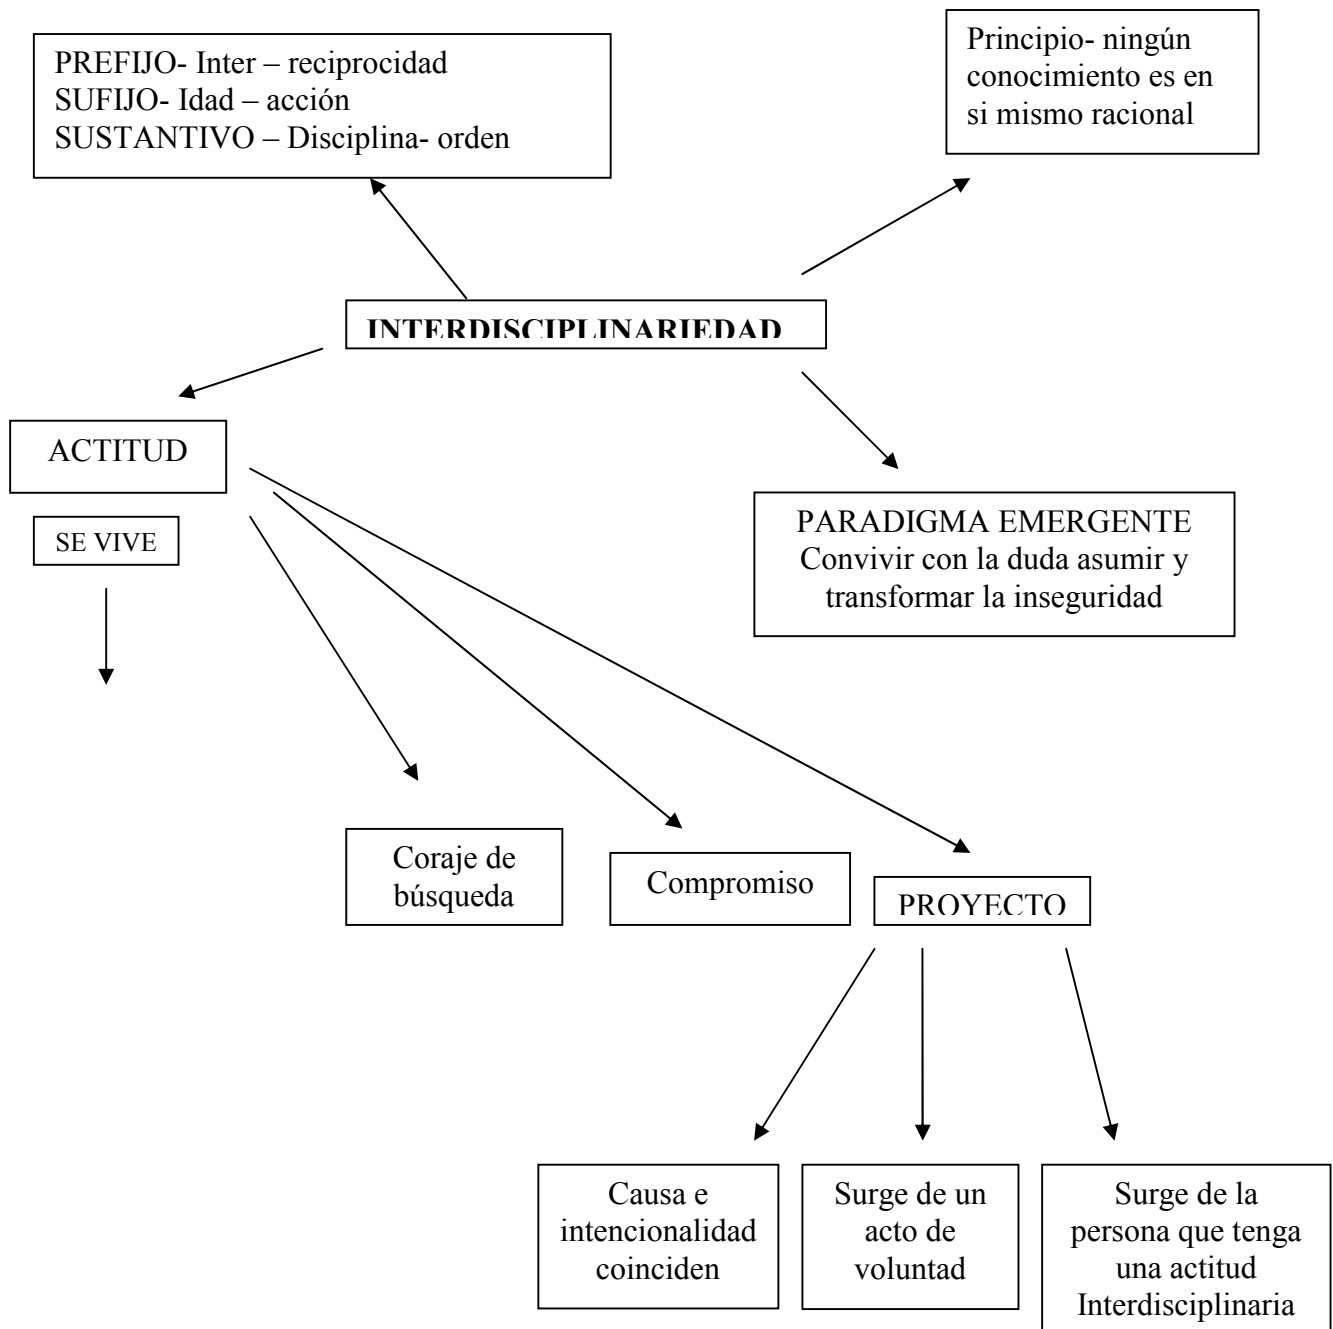 PREFIJO- Inter – reciprocidad
SUFIJO- Idad – acción
SUSTANTIVO – Disciplina- orden
Principio- ningún
conocimiento es en
si mismo racional
INTERDISCIPLINARIEDAD
ACTITUD
SE VIVE
PARADIGMA EMERGENTE
Convivir con la duda asumir y
transformar la inseguridad
Coraje de
búsqueda
Compromiso
PROYECTO
Causa e
intencionalidad
coinciden
Surge de un
acto de
voluntad
Surge de la
persona que tenga
una actitud
Interdisciplinaria